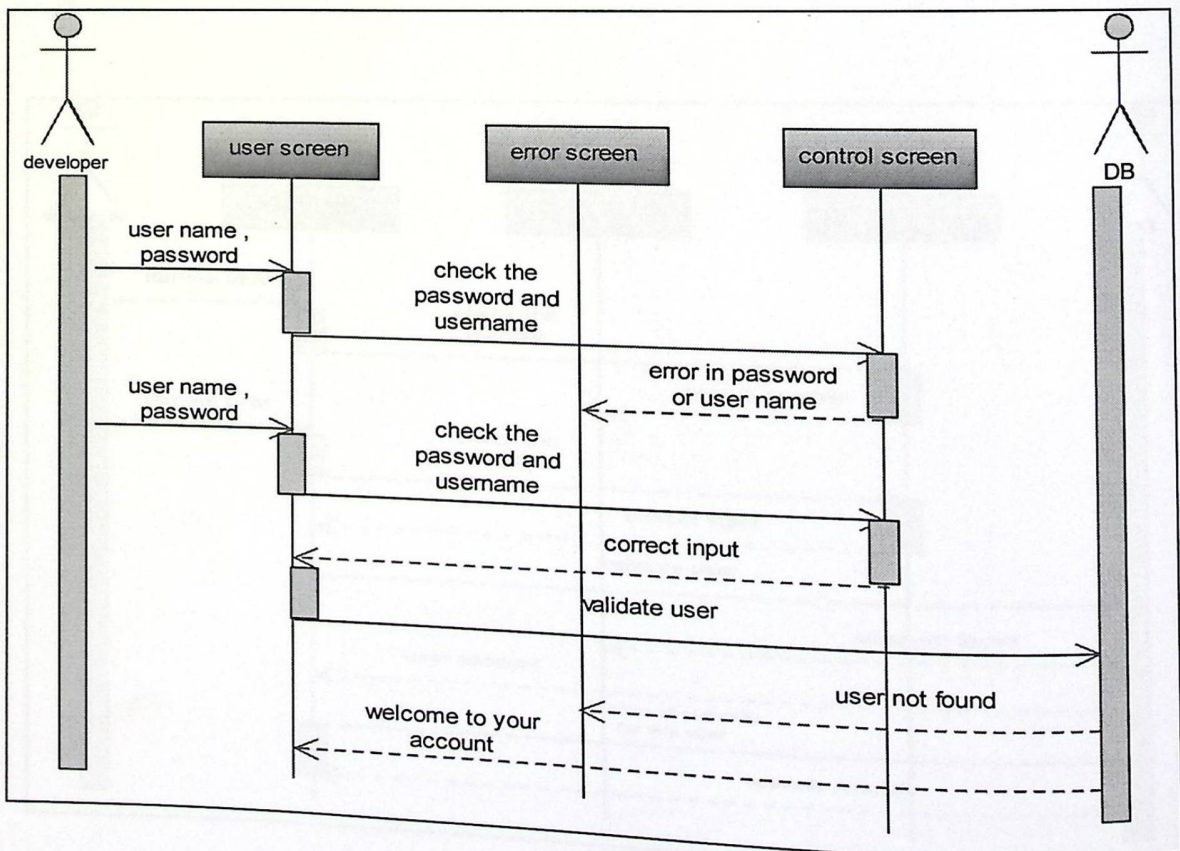 developer
user screen
error screen
control screen
DB
user name ,
password
check the
password and
username
error in password
or user name
user name ,
password
check the
password and
username
correct input
validate user
user not found
welcome to your
account